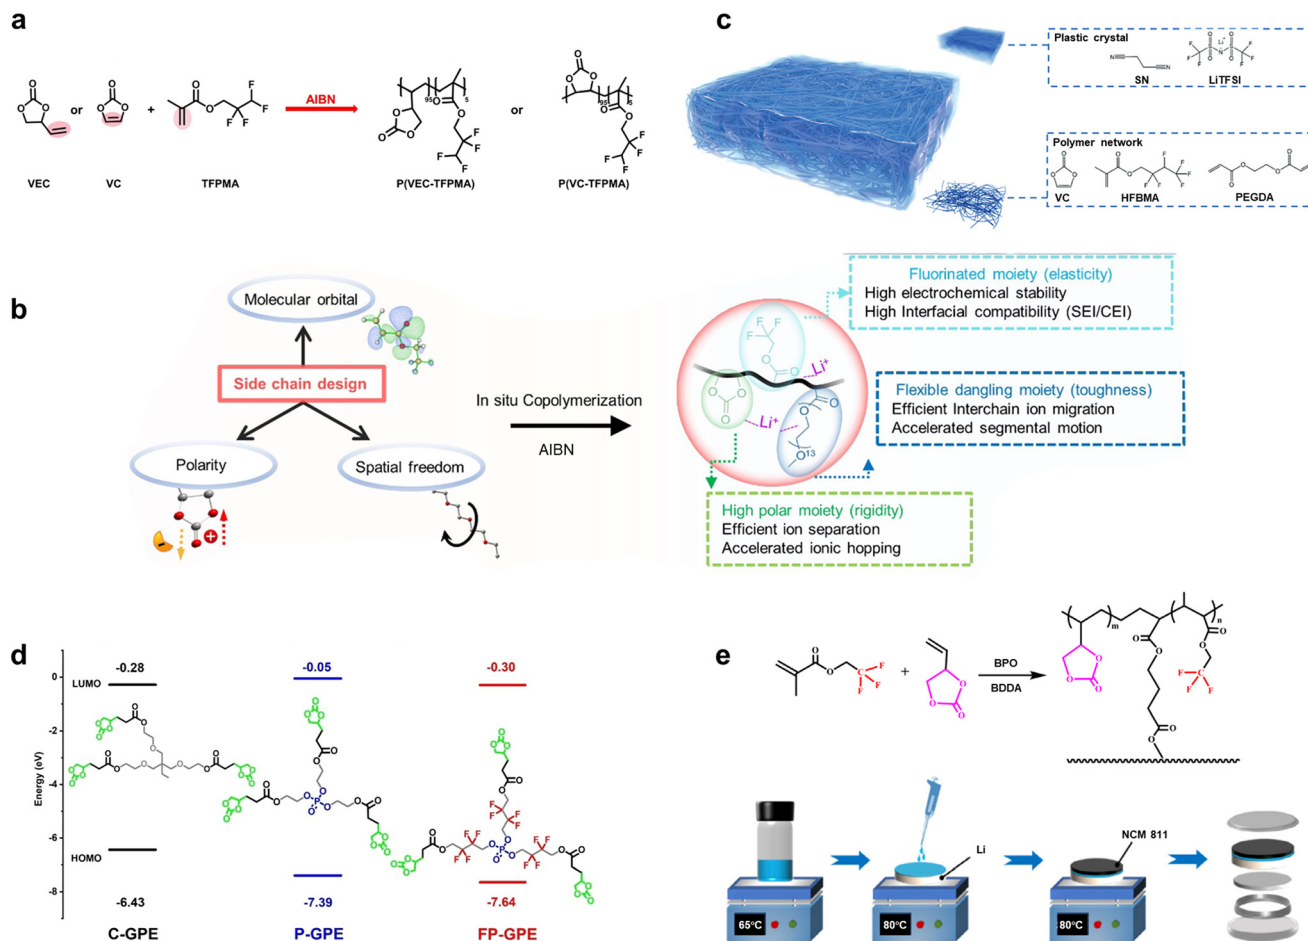 a
O
O
O
or
O
O
O
+
O
O
F
F
F
F
AIBN
O
O
O
95
O
O
5
F
F
F
F
or
O
O
O
95
O
O
5
F
F
F
F
VEC
VC
TFPMA
P(VEC-TFPMA)
P(VC-TFPMA)
c
Plastic crystal
N
N
SN
Li+
LiTFSI
Polymer network
VC
HFBMA
PEGDA
b
Molecular orbital
Side chain design
Polarity
Spatial freedom
In situ Copolymerization
AIBN
F
F
F
O
O
Li+
O
O
O
Li+
O
O
O
O13
Fluorinated moiety (elasticity)
High electrochemical stability
High Interfacial compatibility (SEI/CEI)
Flexible dangling moiety (toughness)
Efficient Interchain ion migration
Accelerated segmental motion
High polar moiety (rigidity)
Efficient ion separation
Accelerated ionic hopping
d
Energy (eV)
0
-2
-4
-6
-8
LUMO
HOMO
-0.28
-0.05
-0.30
-6.43
-7.39
-7.64
C-GPE
P-GPE
FP-GPE
e
O
O
F
F
F
+
O
O
O
BPO
BDDA
m
n
O
O
O
O
O
O
O
O
O
F
F
F
65°C
80°C
Li
80°C
NCM 811